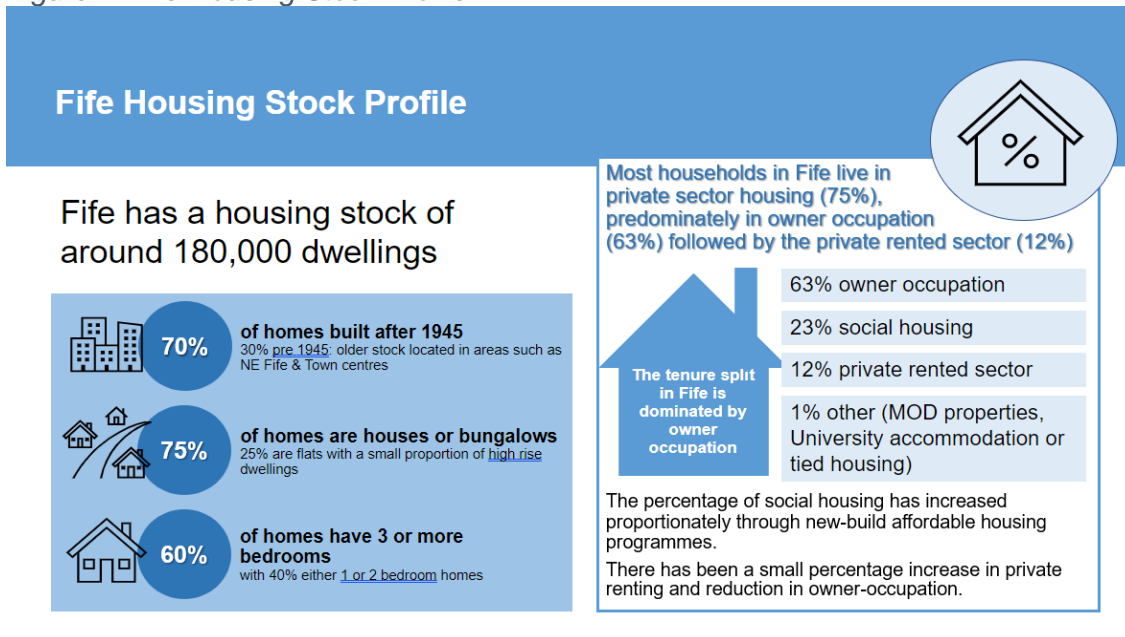 Fife Housing Stock Profile
%
Fife has a housing stock of
around 180,000 dwellings
70%
of homes built after 1945
30% pre 1945: older stock located in areas such as
NE Fife & Town centres
75%
of homes are houses or bungalows
25% are flats with a small proportion of high rise
dwellings
60%
of homes have 3 or more
bedrooms
with 40% either 1 or 2 bedroom homes
Most households in Fife live in
private sector housing (75%),
predominately in owner occupation
(63%) followed by the private rented sector (12%)
The tenure split
in Fife is
dominated by
owner
occupation
63% owner occupation
23% social housing
12% private rented sector
1% other (MOD properties,
University accommodation or
tied housing)
The percentage of social housing has increased
proportionately through new-build affordable housing
programmes.
There has been a small percentage increase in private
renting and reduction in owner-occupation.